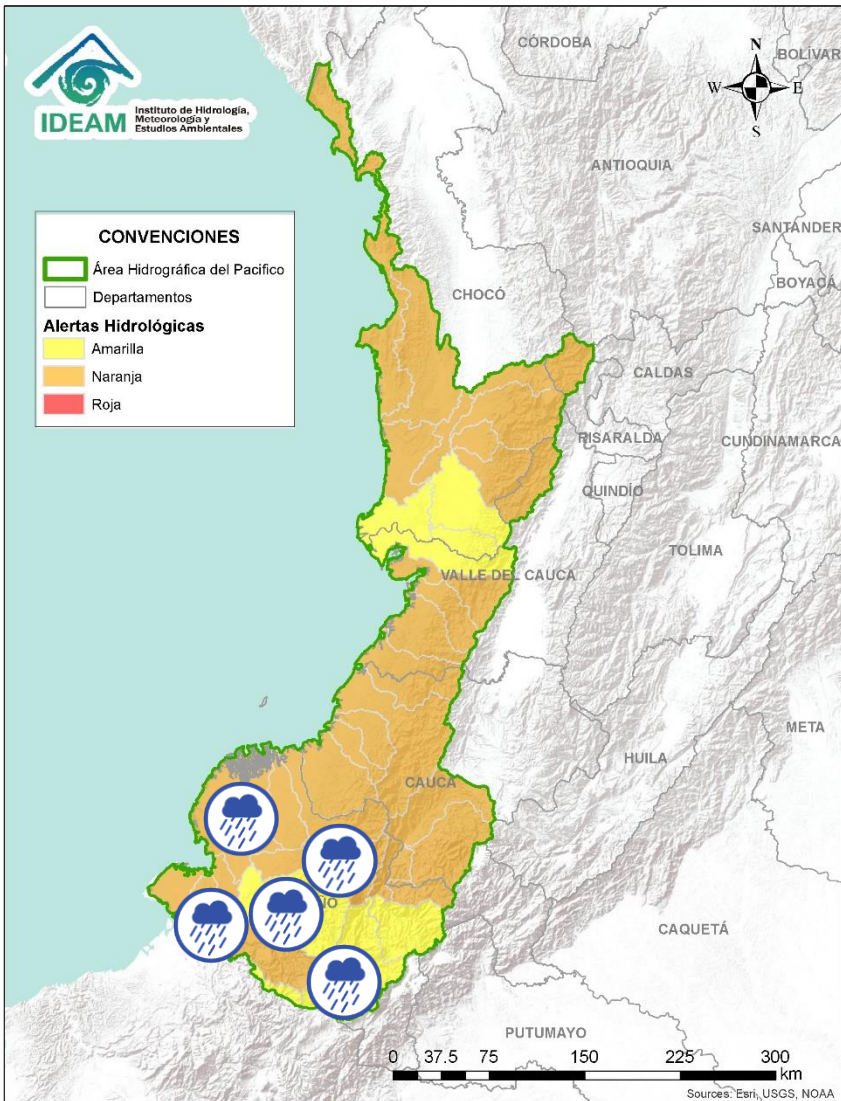 CÓRDOBA
N
BOLÍVAR
W
E
S
IDEAM
Instituto de Hidrología,
Meteorología y
Estudios Ambientales
ANTIOQUIA
SANTANDER
BOYACÁ
CONVENCIONES
Área Hidrográfica del Pacifico
Departamentos
Alertas Hidrológicas
Amarilla
Naranja
Roja
CHOCÓ
CALDAS
RISARALDA
CUNDINAMARCA
QUINDÍO
TOLIMA
VALLE DEL CAUCA
META
HUILA
CAUCA
CAQUETÁ
PUTUMAYO
0 37.5 75 150 225 300
km
Sources: Esri, USGS, NOAA